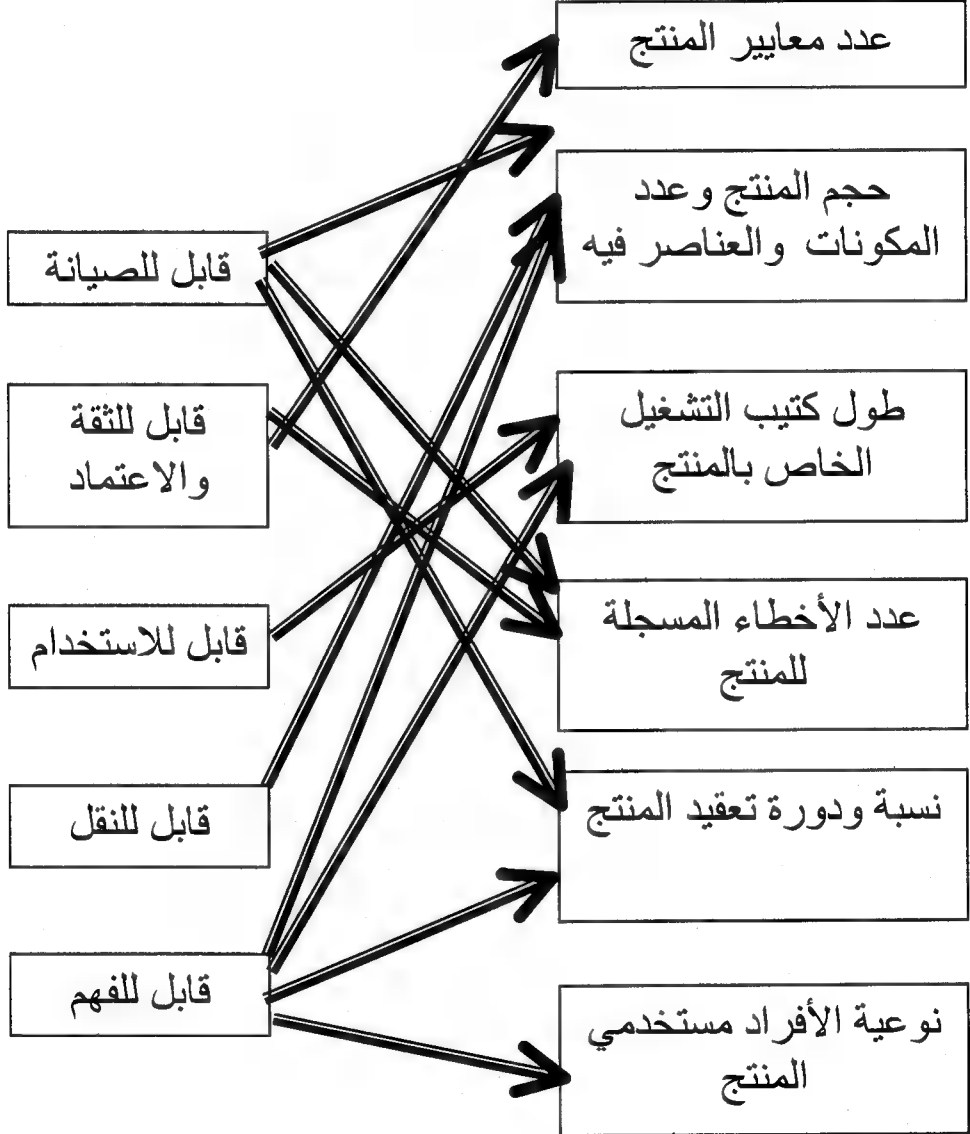 عدد معايير المنتج
حجم المنتج وعدد
المكونات والعناصر فيه
طول كتيب التشغيل
الخاص بالمنتج
عدد الأخطاء المسجلة
للمنتج
نسبة ودورة تعقيد المنتج
نوعية الأفراد مستخدمي
المنتج
قابل للصيانة
قابل للثقة
والاعتماد
قابل للاستخدام
قابل للنقل
قابل للفهم